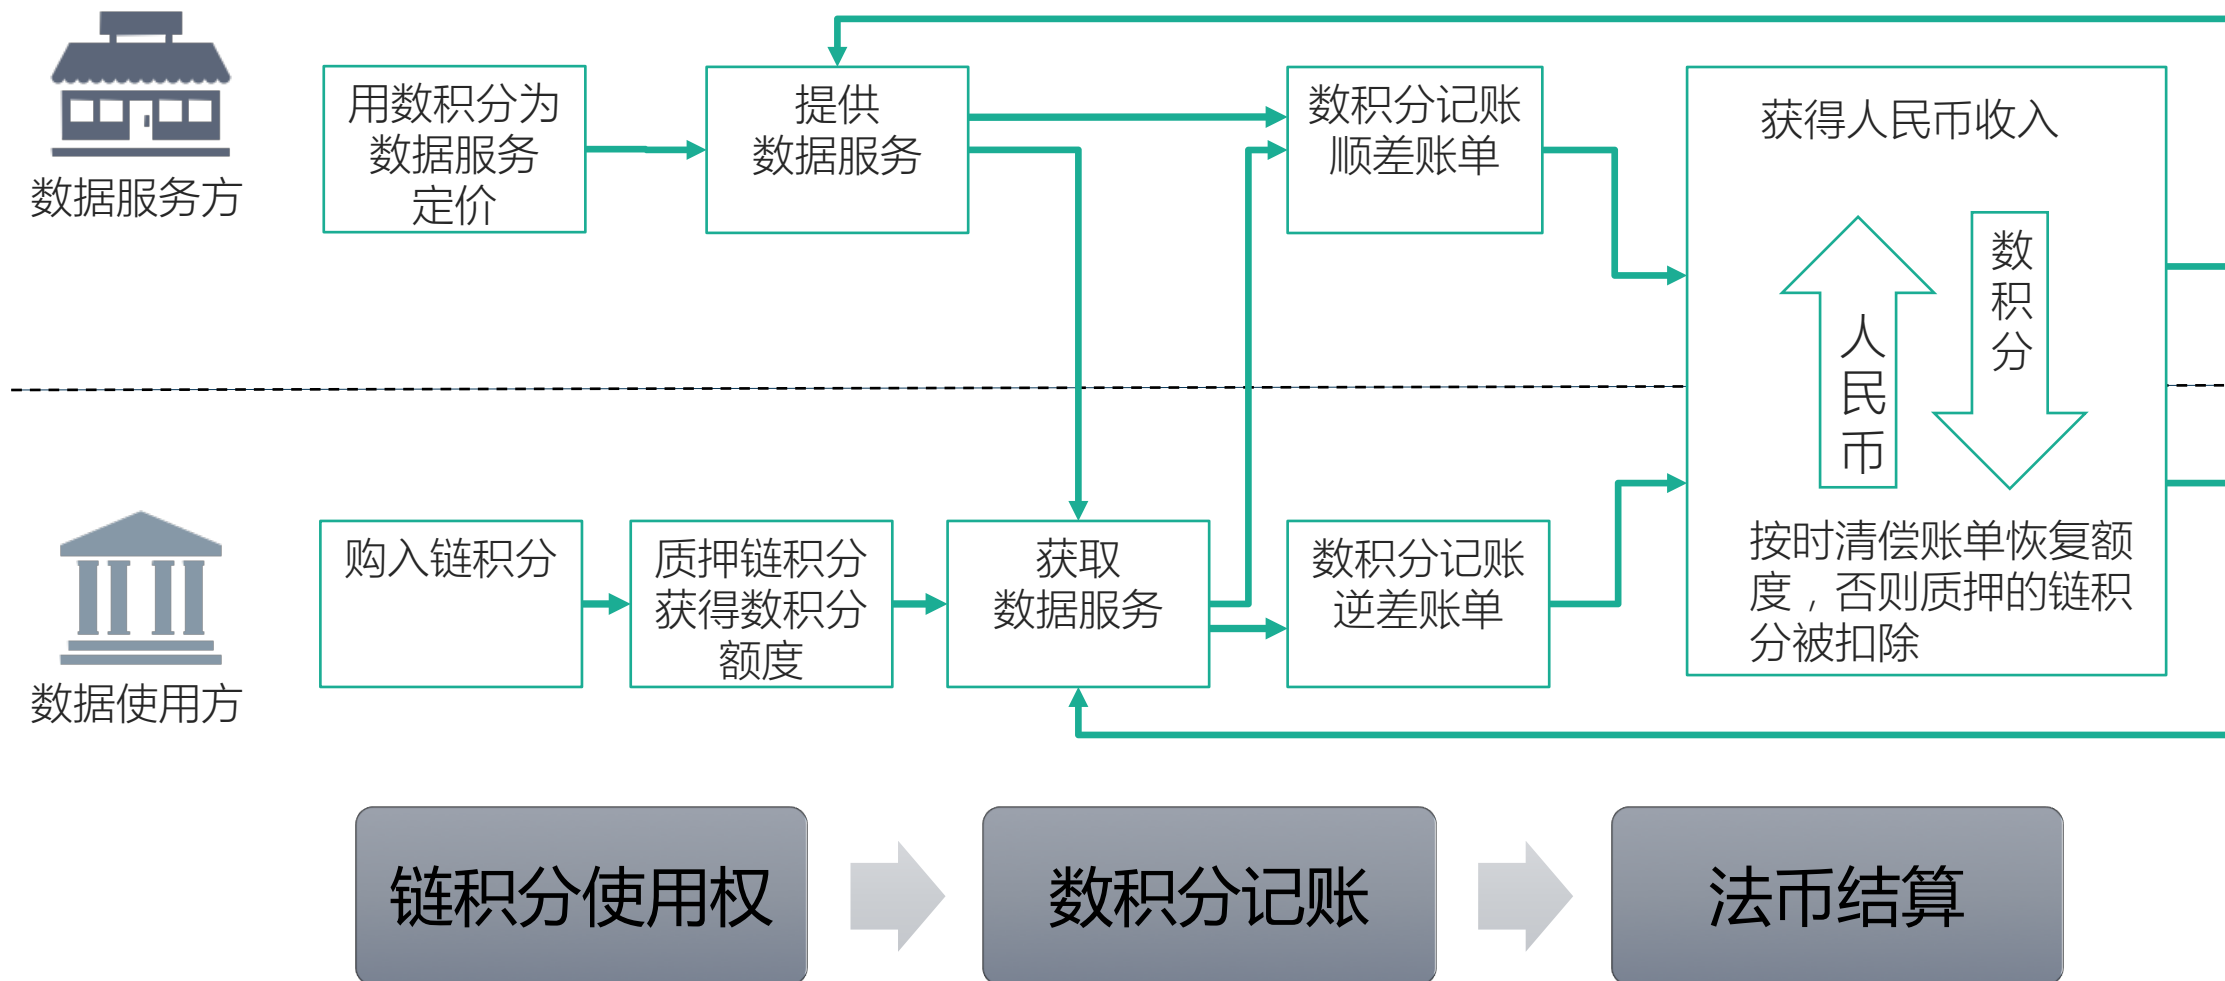 数据服务方
用数积分为
数据服务
定价
提供
数据服务
数积分记账
顺差账单
获得人民币收入
人
民
币
数
积
分
按时清偿账单恢复额
度，否则质押的链积
分被扣除
数据使用方
购入链积分
质押链积分
获得数积分
额度
获取
数据服务
数积分记账
逆差账单
链积分使用权
数积分记账
法币结算